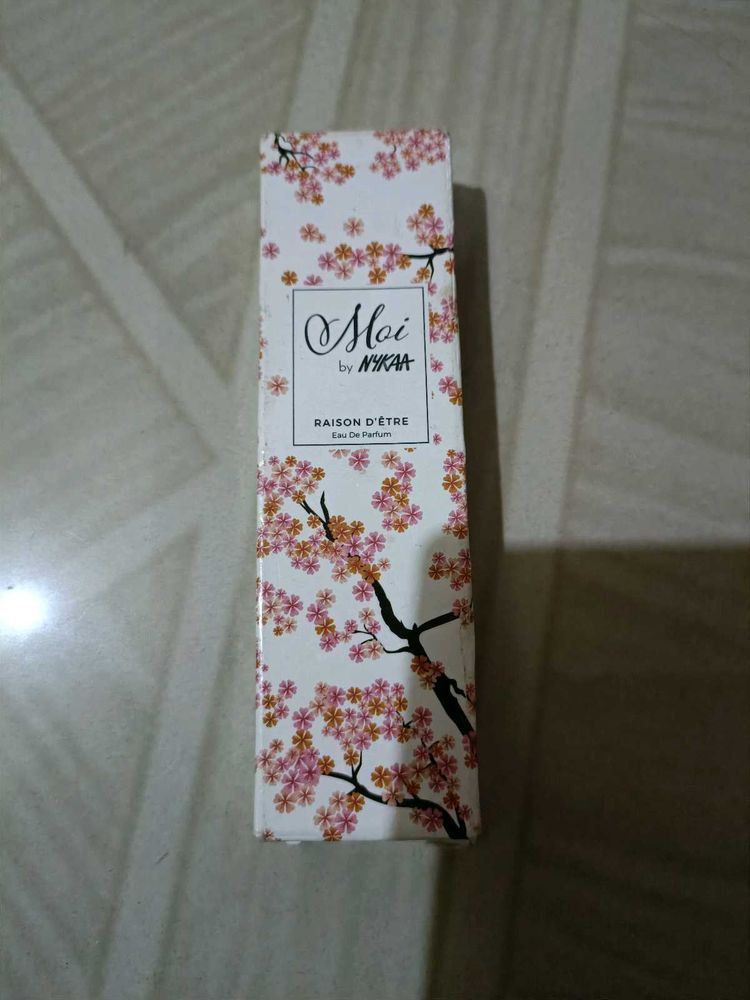 Moi
by NYKAA
RAISON D'ÊTRE
Eau De Parfum